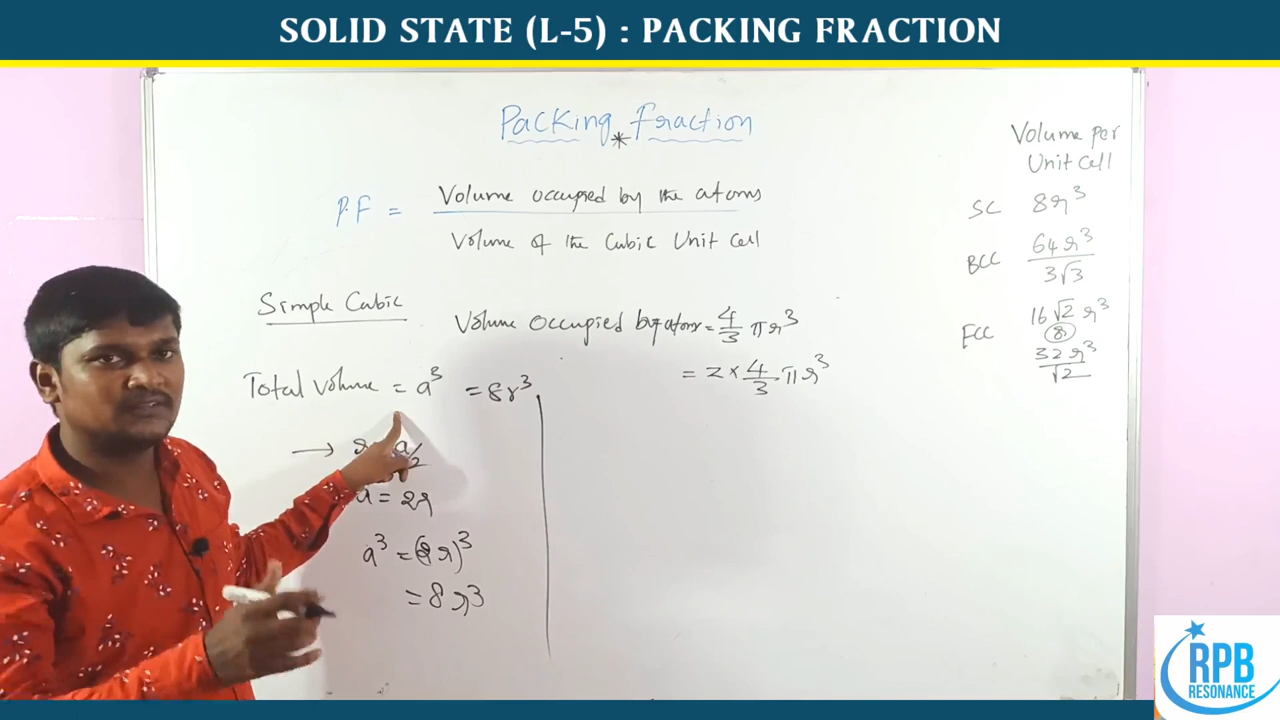 SOLID STATE (L-5) : PACKING FRACTION
Packing fraction
*
P.F = Volume occupied by the atoms / Volume of the Cubic Unit Cell
Simple Cubic
Total Volume = a³ = 8r³
→ r = a/2
a = 2r
a³ = (2r)³
= 8r³
Volume occupied by atom = 4/3 πr³
= z × 4/3 πr³
Volume per
Unit Cell
SC 8r³
BCC 64r³ / 3√3
FCC 16√2 r³
(or)
32r³ / √2
RPB
RESONANCE